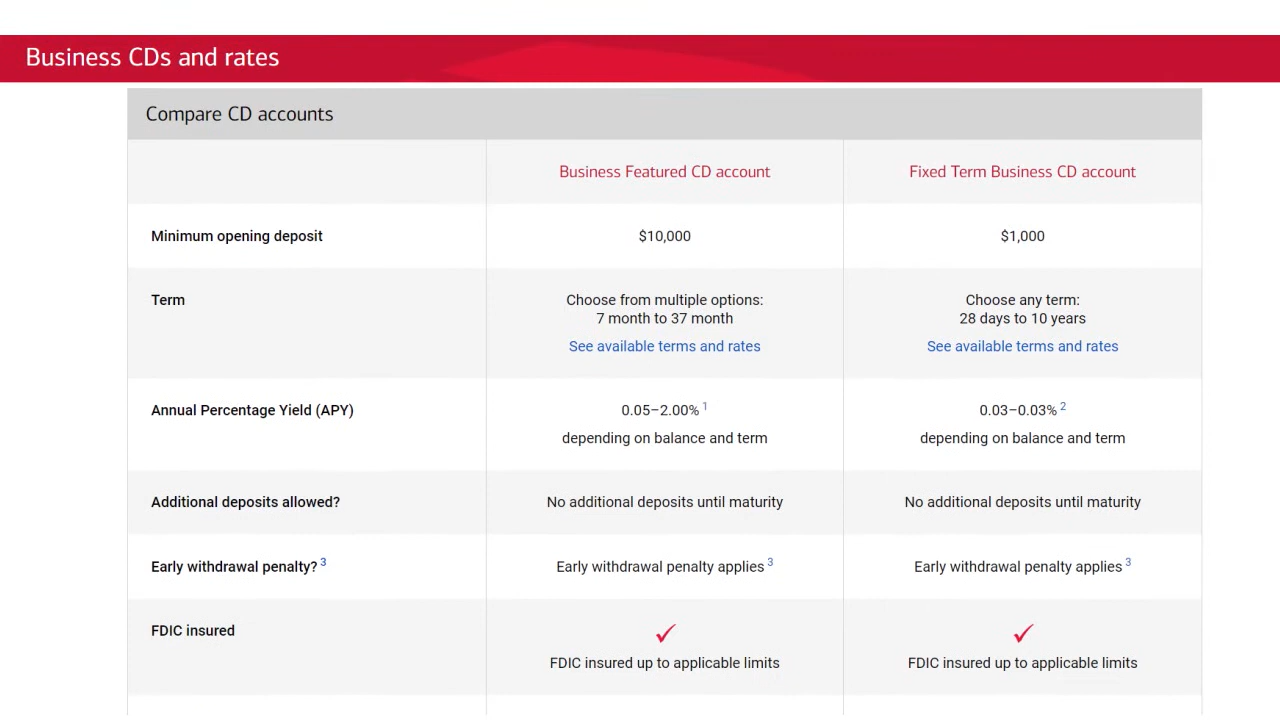 Business CDs and rates
Compare CD accounts
Business Featured CD account
Fixed Term Business CD account
Minimum opening deposit
$10,000
$1,000
Term
Choose from multiple options:
7 month to 37 month
See available terms and rates
Choose any term:
28 days to 10 years
See available terms and rates
Annual Percentage Yield (APY)
0.05–2.00% 1
depending on balance and term
0.03–0.03% 2
depending on balance and term
Additional deposits allowed?
No additional deposits until maturity
No additional deposits until maturity
Early withdrawal penalty? 3
Early withdrawal penalty applies 3
Early withdrawal penalty applies 3
FDIC insured
FDIC insured up to applicable limits
FDIC insured up to applicable limits